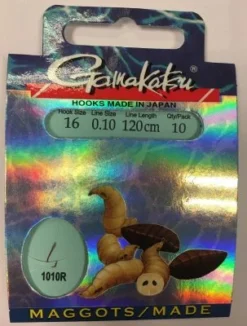 Gamakatsu
HOOKS MADE IN JAPAN
Hook Size Line Size Line Length Qty/Pack
16 0.10 120cm 10
1010R
MAGGOTS/MADE